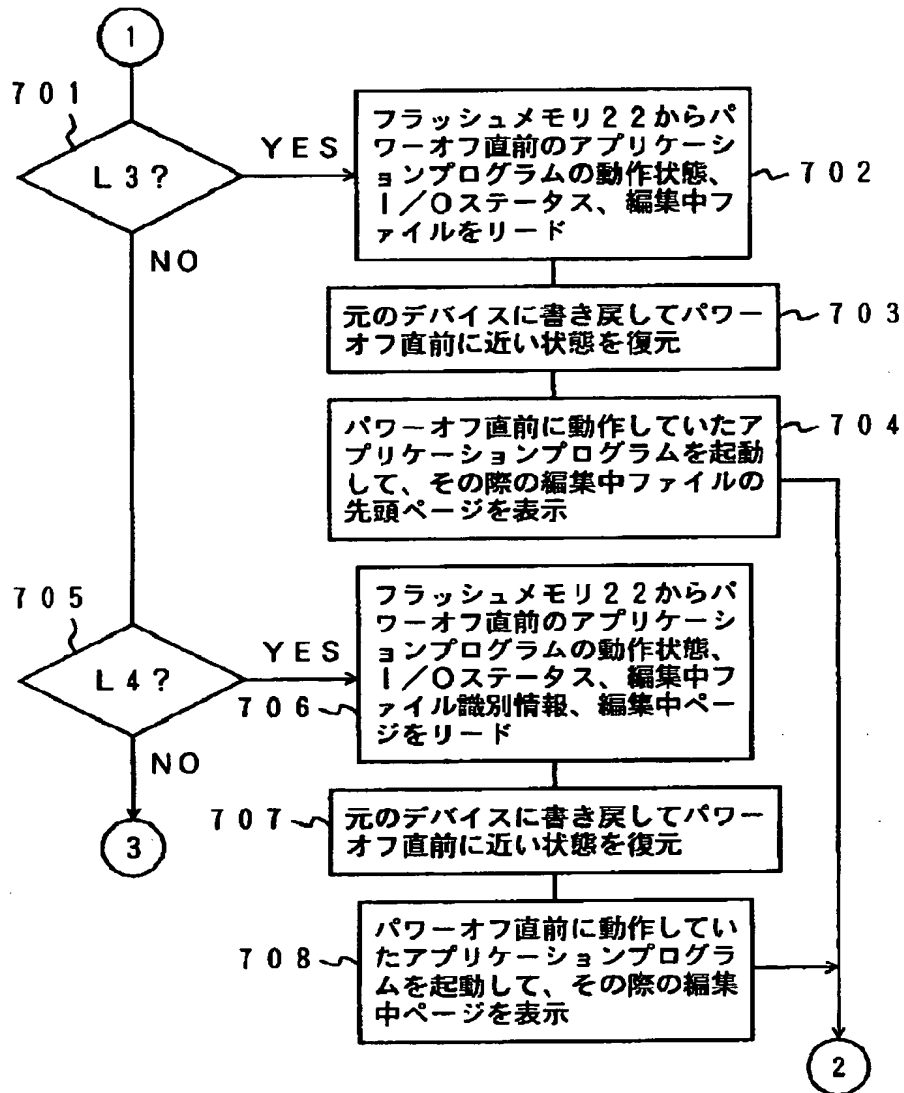 1
701
L3?
YES
NO
フラッシュメモリ22からパ
ワーオフ直前のアプリケーシ
ョンプログラムの動作状態、
I/Oステータス、編集中フ
ァイルをリード
702
元のデバイスに書き戻してパワー
オフ直前に近い状態を復元
703
パワーオフ直前に動作していたア
プリケーションプログラムを起動
して、その際の編集中ファイルの
先頭ページを表示
704
705
L4?
YES
NO
フラッシュメモリ22からパ
ワーオフ直前のアプリケーシ
ョンプログラムの動作状態、
I/Oステータス、編集中フ
ァイル識別情報、編集中ペー
ジをリード
706
3
707
元のデバイスに書き戻してパワー
オフ直前に近い状態を復元
708
パワーオフ直前に動作してい
たアプリケーションプログラ
ムを起動して、その際の編集
中ページを表示
2